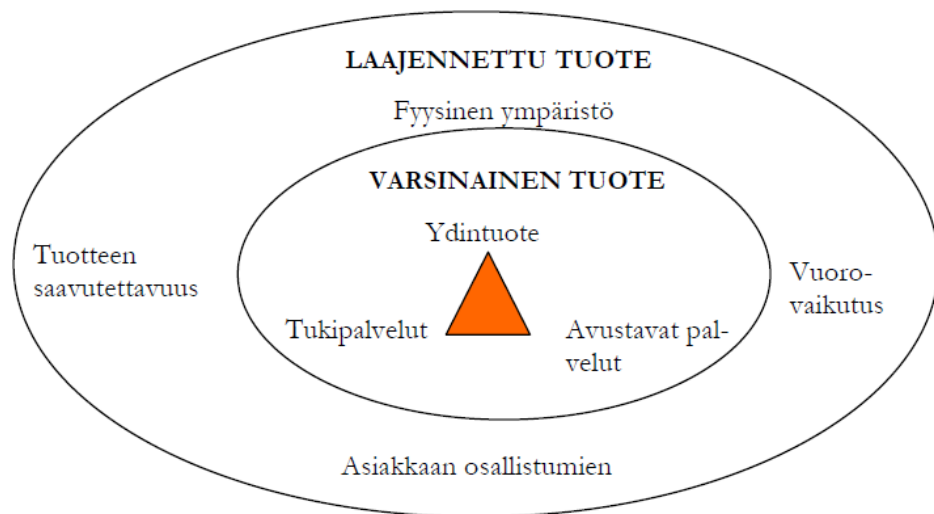 LAAJENNETTU TUOTE
Fyysinen ympäristö
VARSINAINEN TUOTE
Ydintuote
Tuotteen
saavutettavuus
Vuoro-
vaikutus
Tukipalvelut
Avustavat pal-
velut
Asiakkaan osallistumien